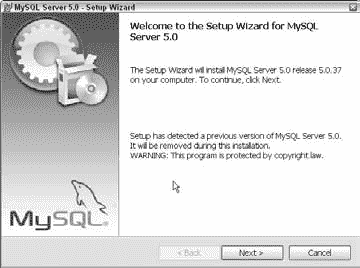 MySQL Server 5.0 - Setup Wizard
Welcome to the Setup Wizard for MySQL
Server 5.0
The Setup Wizard will install MySQL Server 5.0 release 5.0.37
on your computer. To continue, click Next.
Setup has detected a previous version of MySQL Server 5.0.
It will be removed during this installation.
WARNING: This program is protected by copyright law.
MySQL
< Back
Next >
Cancel